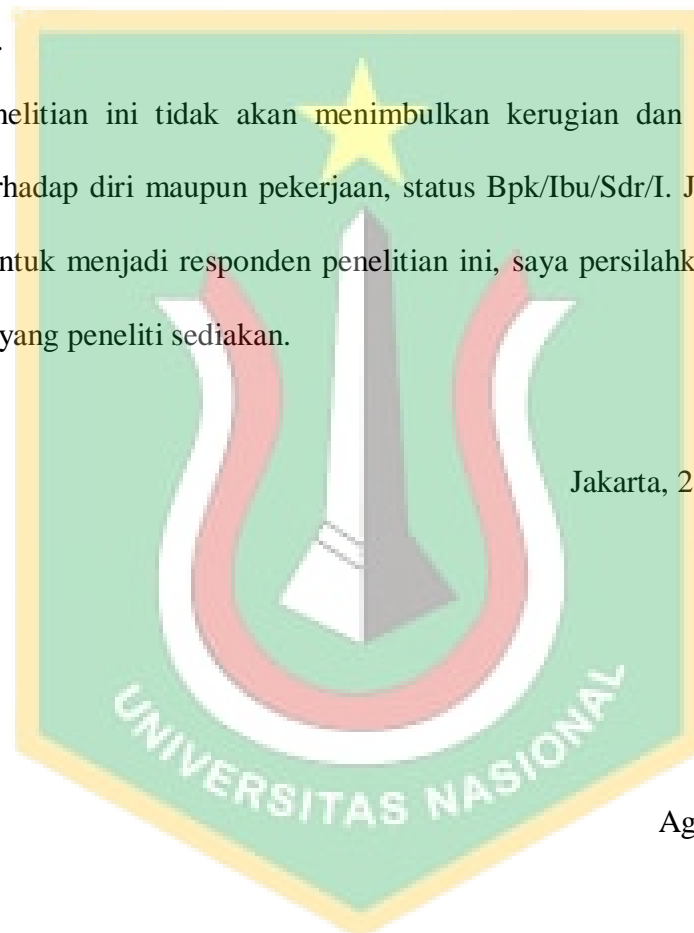 .
nelitian ini tidak akan menimbulkan kerugian dan
rhadap diri maupun pekerjaan, status Bpk/Ibu/Sdr/I. J
ntuk menjadi responden penelitian ini, saya persilahk
yang peneliti sediakan.
Jakarta, 2
UNIVERSITAS NASIONAL
Ag